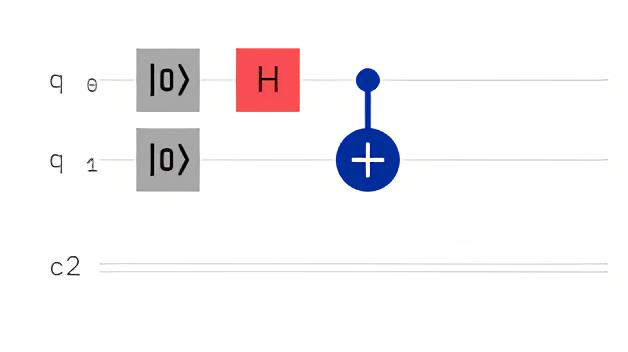 q 0 |0⟩ H
q 1 |0⟩ +
c2